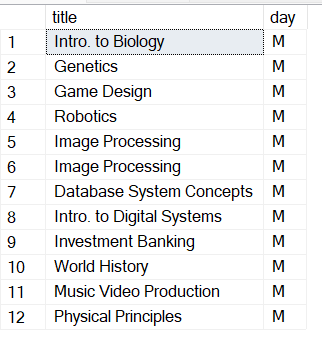 title day
1 Intro. to Biology M
2 Genetics M
3 Game Design M
4 Robotics M
5 Image Processing M
6 Image Processing M
7 Database System Concepts M
8 Intro. to Digital Systems M
9 Investment Banking M
10 World History M
11 Music Video Production M
12 Physical Principles M